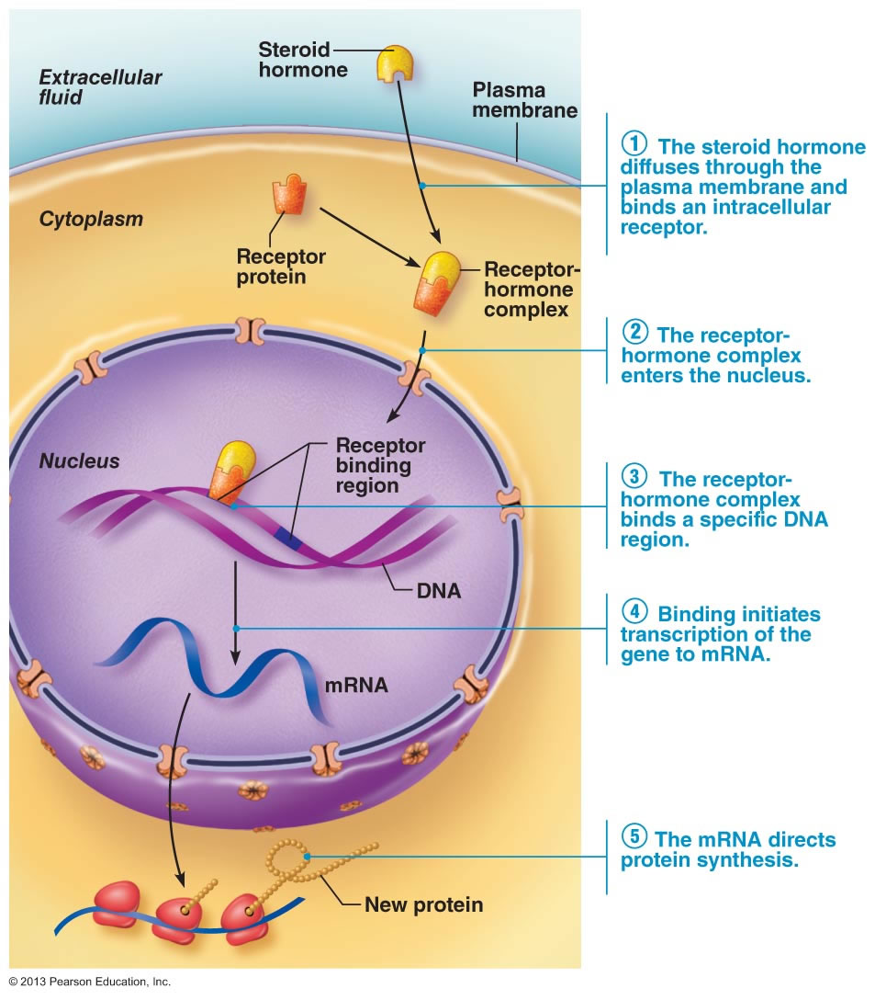 Steroid
hormone
Extracellular
fluid
Plasma
membrane
① The steroid hormone
diffuses through the
plasma membrane and
binds an intracellular
receptor.
Cytoplasm
Receptor
protein
Receptor-
hormone
complex
② The receptor-
hormone complex
enters the nucleus.
Nucleus
Receptor
binding
region
③ The receptor-
hormone complex
binds a specific DNA
region.
DNA
④ Binding initiates
transcription of the
gene to mRNA.
mRNA
⑤ The mRNA directs
protein synthesis.
New protein
© 2013 Pearson Education, Inc.